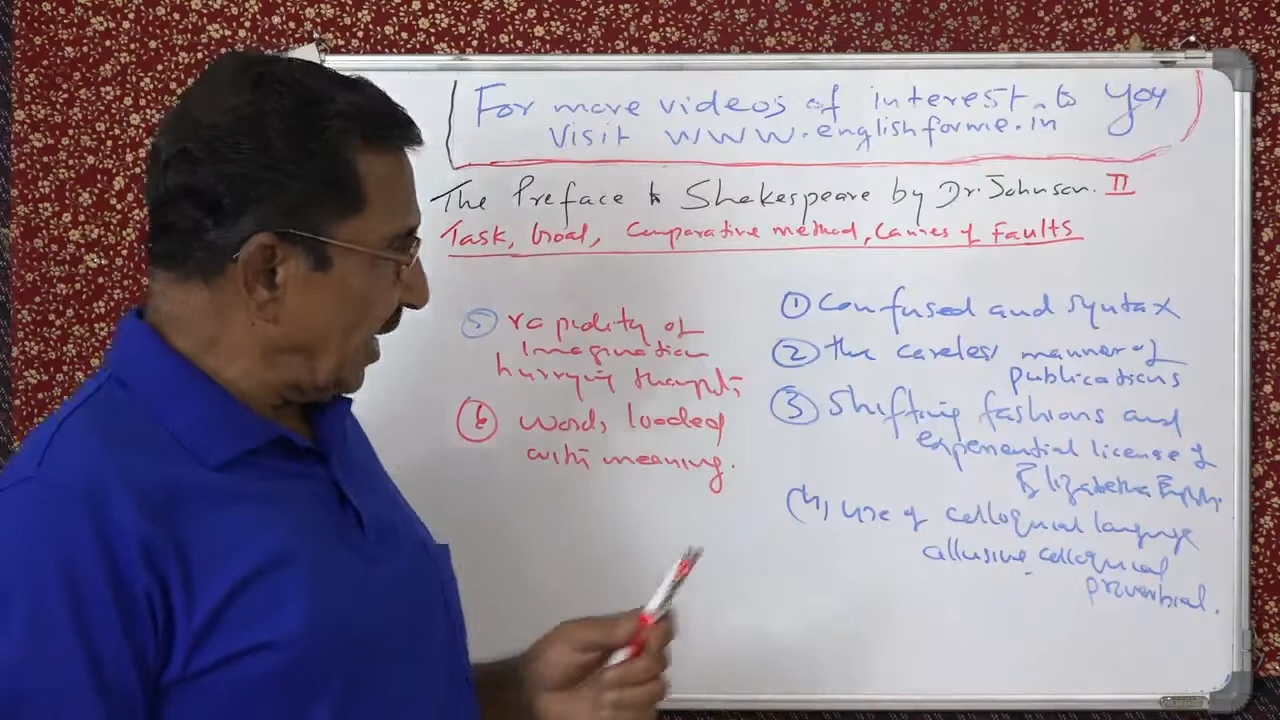 For more videos of interest to you
Visit www.englishforme.in
The Preface to Shakespeare by Dr. Johnson. II
Task, Goal, Comparative method, Causes of Faults
① Confused and syntax
② the careless manner of
publications
③ Shifting fashions and
experiential license of
Elizabethan English.
(4) use of colloquial language
allusive colloquial
proverbial.
⑤ rapidity of
Imagination
hurrying thoughts
⑥ words loaded
with meaning.